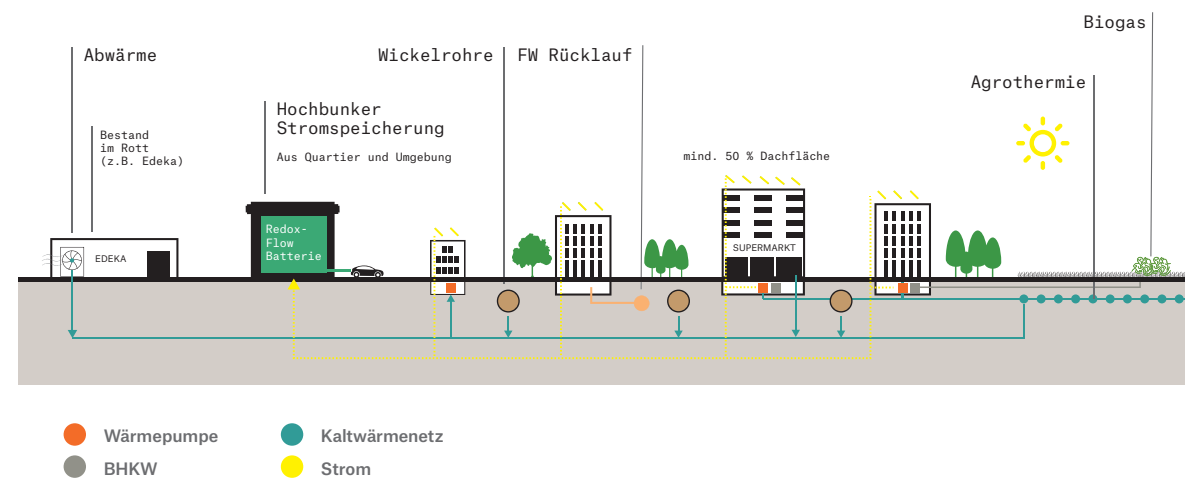 Biogas
Abwärme
Wickelrohre
FW Rücklauf
Agrothermie
Hochbunker
Stromspeicherung
Aus Quartier und Umgebung
Bestand
im Rott
(z.B. Edeka)
mind. 50 % Dachfläche
Redox-
Flow
Batterie
EDEKA
SUPERMARKT
Wärmepumpe
Kaltwärmenetz
BHKW
Strom